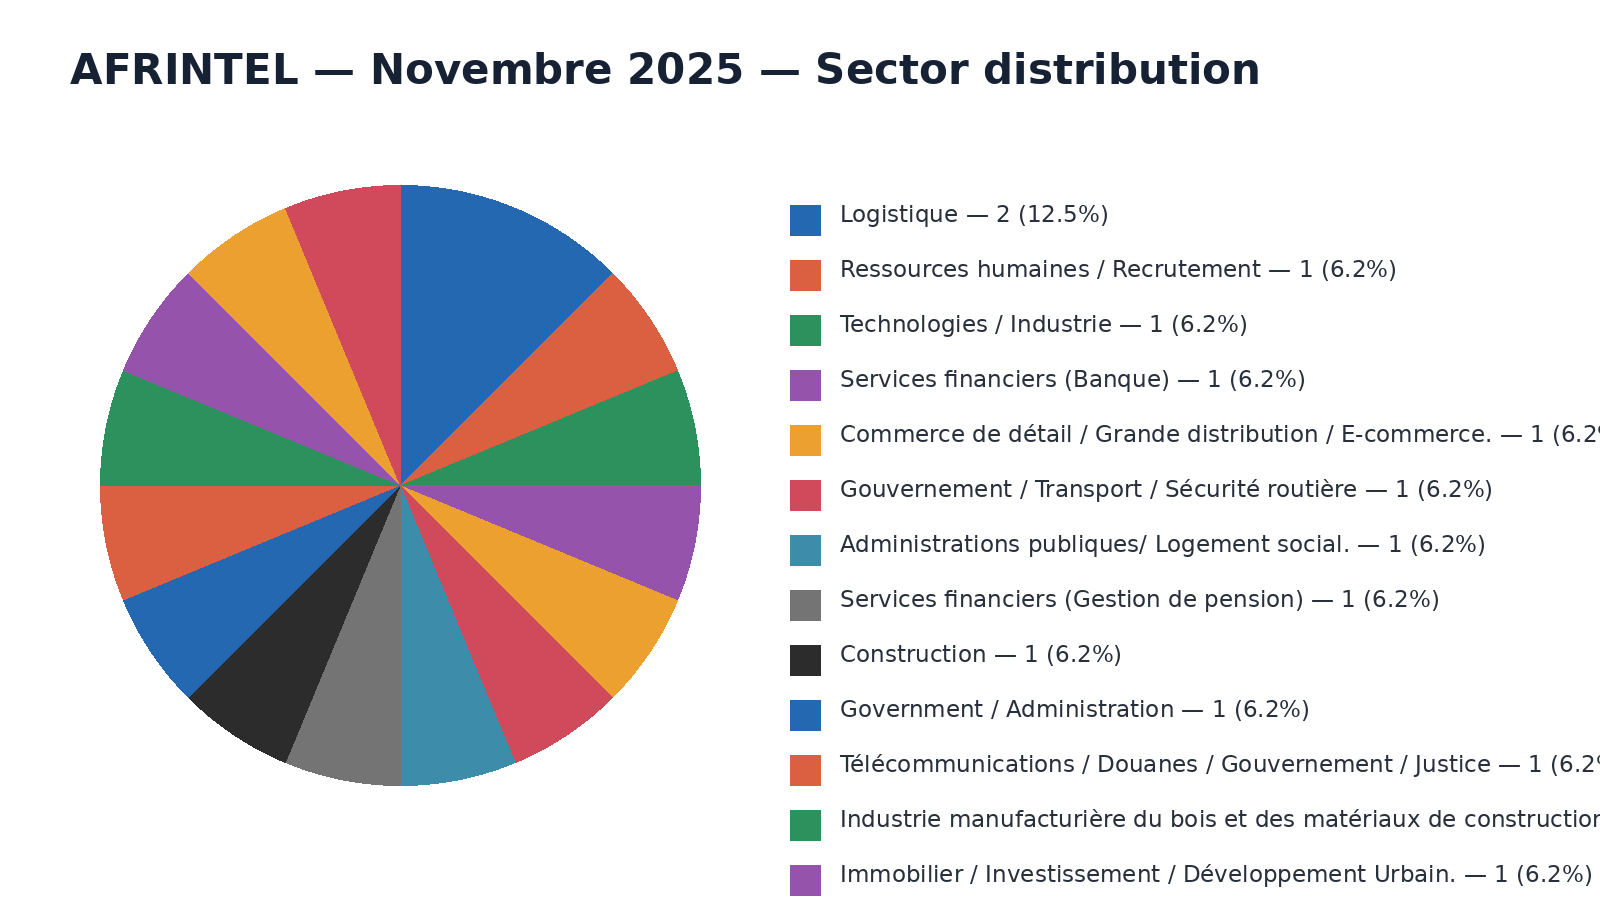 AFRINTEL — Novembre 2025 — Sector distribution
Logistique — 2 (12.5%)
Ressources humaines / Recrutement — 1 (6.2%)
Technologies / Industrie — 1 (6.2%)
Services financiers (Banque) — 1 (6.2%)
Commerce de détail / Grande distribution / E-commerce. — 1 (6.2%
Gouvernement / Transport / Sécurité routière — 1 (6.2%)
Administrations publiques/ Logement social. — 1 (6.2%)
Services financiers (Gestion de pension) — 1 (6.2%)
Construction — 1 (6.2%)
Government / Administration — 1 (6.2%)
Télécommunications / Douanes / Gouvernement / Justice — 1 (6.2%
Industrie manufacturière du bois et des matériaux de construction
Immobilier / Investissement / Développement Urbain. — 1 (6.2%)